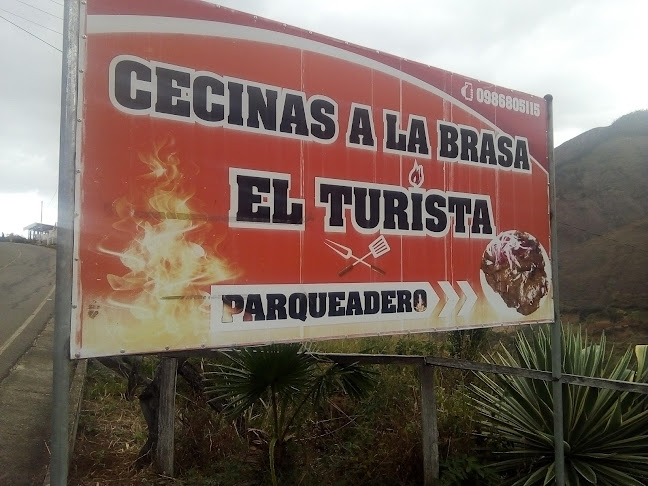 0986805115
CECINAS A LA BRASA
EL TURISTA
PARQUEADERO